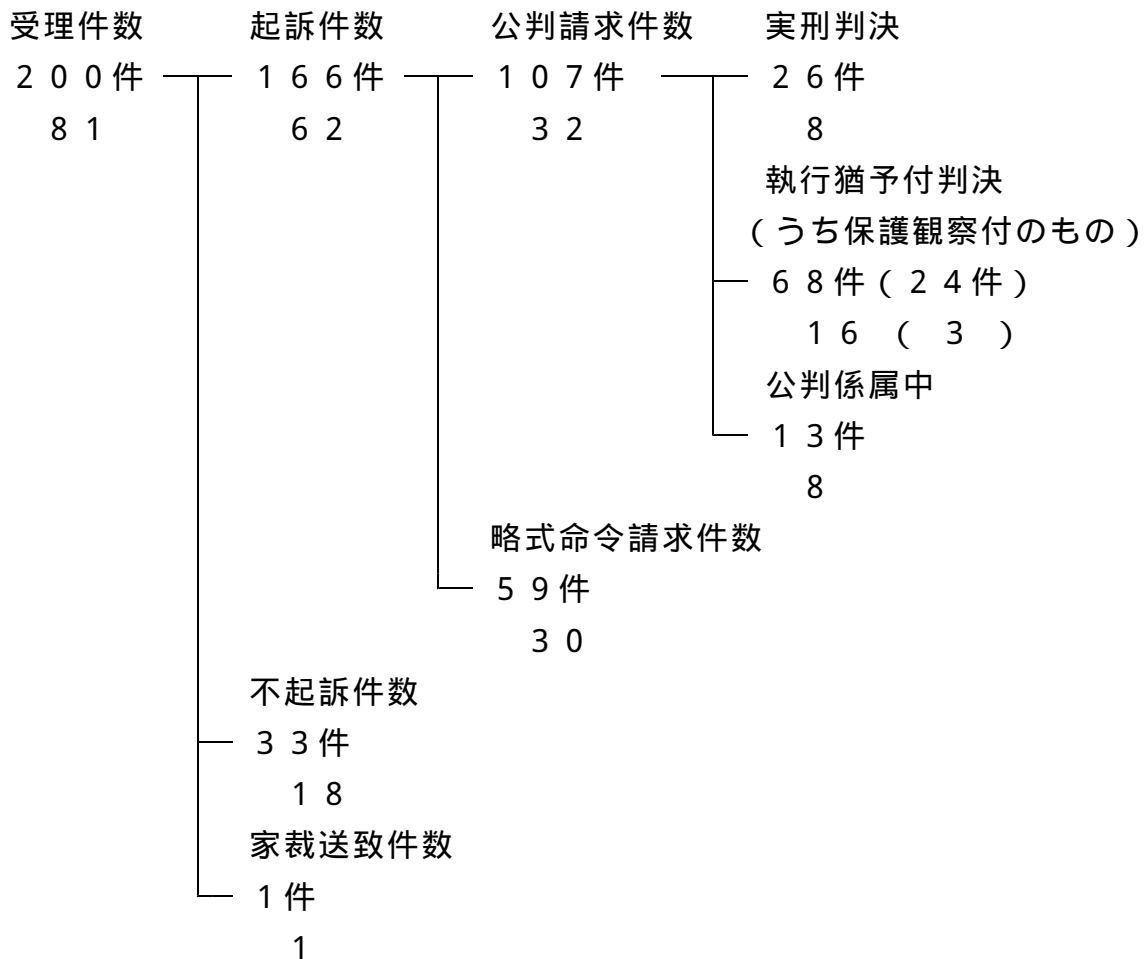 受理件数 起訴件数 公判請求件数 実刑判決
200件 166件 107件 26件
81 62 32 8
執行猶予付判決
(うち保護観察付のもの)
68件(24件)
16 ( 3 )
公判係属中
13件
8
略式命令請求件数
59件
30
不起訴件数
33件
18
家裁送致件数
1件
1